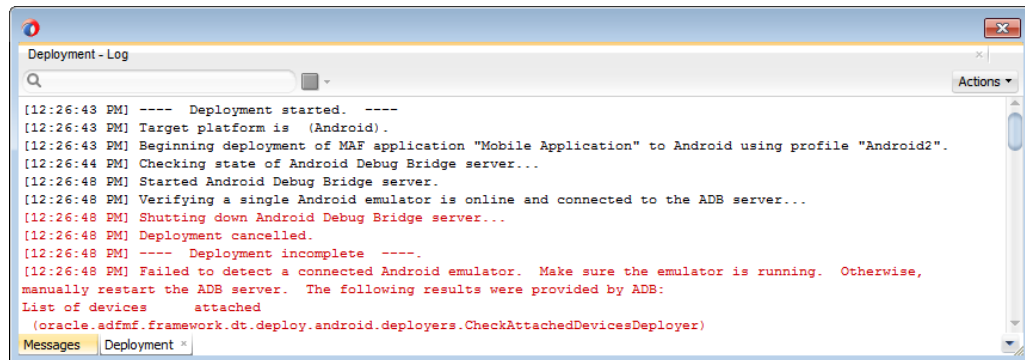 Deployment - Log
Actions
[12:26:43 PM] ---- Deployment started. ----
[12:26:43 PM] Target platform is (Android).
[12:26:43 PM] Beginning deployment of MAF application "Mobile Application" to Android using profile "Android2".
[12:26:44 PM] Checking state of Android Debug Bridge server...
[12:26:48 PM] Started Android Debug Bridge server.
[12:26:48 PM] Verifying a single Android emulator is online and connected to the ADB server...
[12:26:48 PM] Shutting down Android Debug Bridge server...
[12:26:48 PM] Deployment cancelled.
[12:26:48 PM] ---- Deployment incomplete ----.
[12:26:48 PM] Failed to detect a connected Android emulator. Make sure the emulator is running. Otherwise,
manually restart the ADB server. The following results were provided by ADB:
List of devices attached
(oracle.adfmf.framework.dt.deploy.android.deployers.CheckAttachedDevicesDeployer)
Messages Deployment